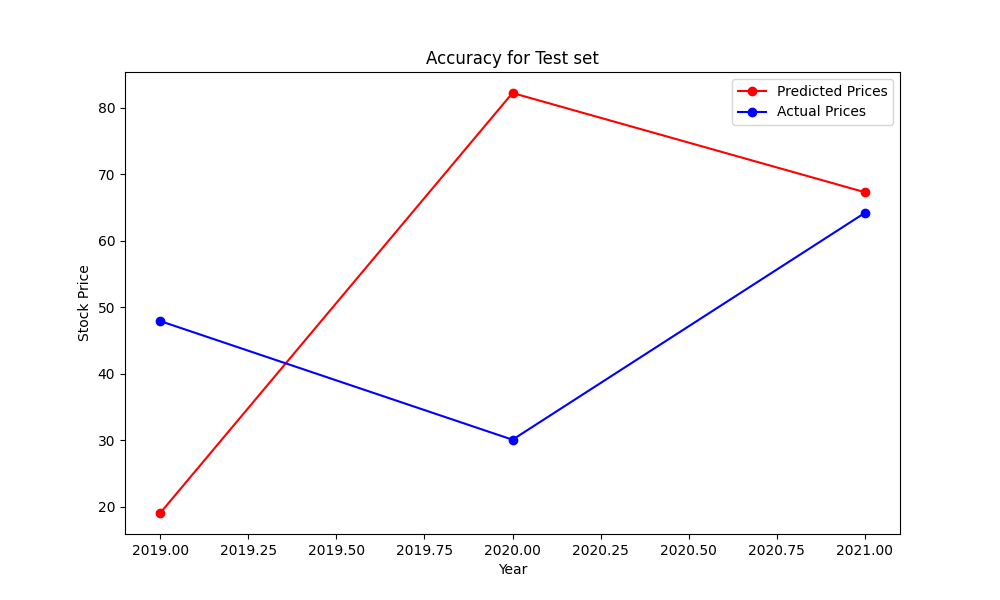 Accuracy for Test set
Predicted Prices
Actual Prices
80
70
60
50
40
30
20
Stock Price
2019.00 2019.25 2019.50 2019.75 2020.00 2020.25 2020.50 2020.75 2021.00
Year